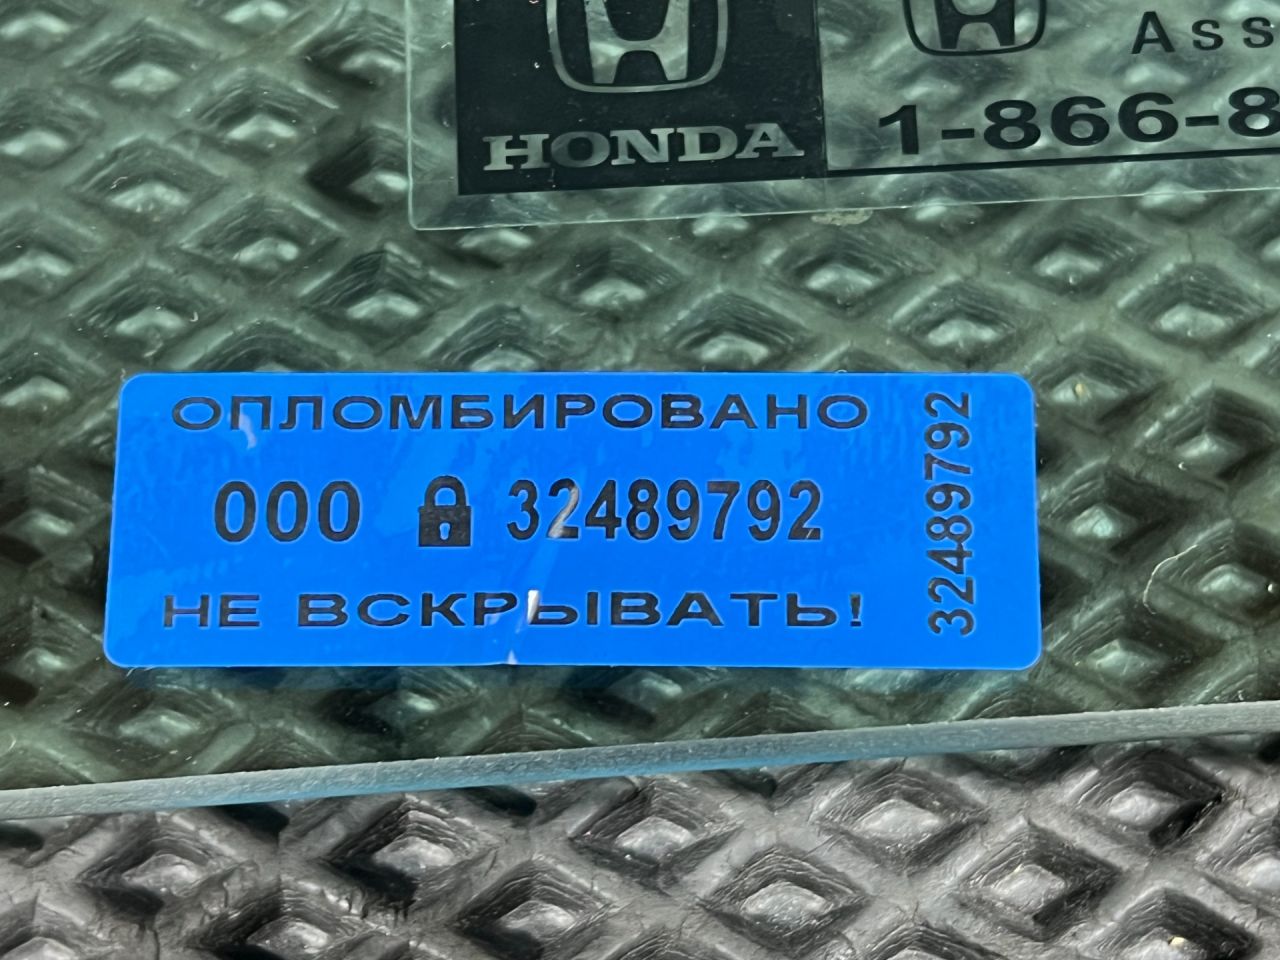 HONDA
Ass
1-866-8
ОПЛОМБИРОВАНО
000 32489792
НЕ ВСКРЫВАТЬ!
32489792